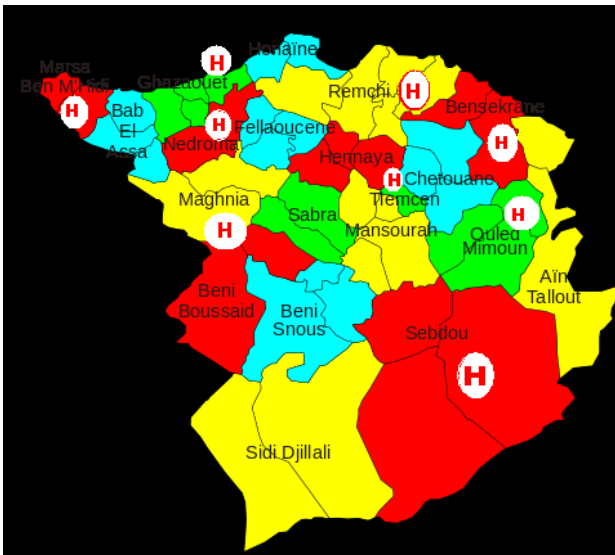 Honaïne
H
Marsa
Ben M'Hidi
Ghazaouet
Remchi
H
H
Bab
El
Assa
H
Fellaoucene
Bensekrane
Nedroma
H
Hennaya
H
Chetouane
Maghnia
Tlemcen
Sabra
H
Mansourah
H
Ouled
Mimoun
Aïn
Tallout
Beni
Boussaid
Beni
Snous
Sebdou
H
Sidi Djillali